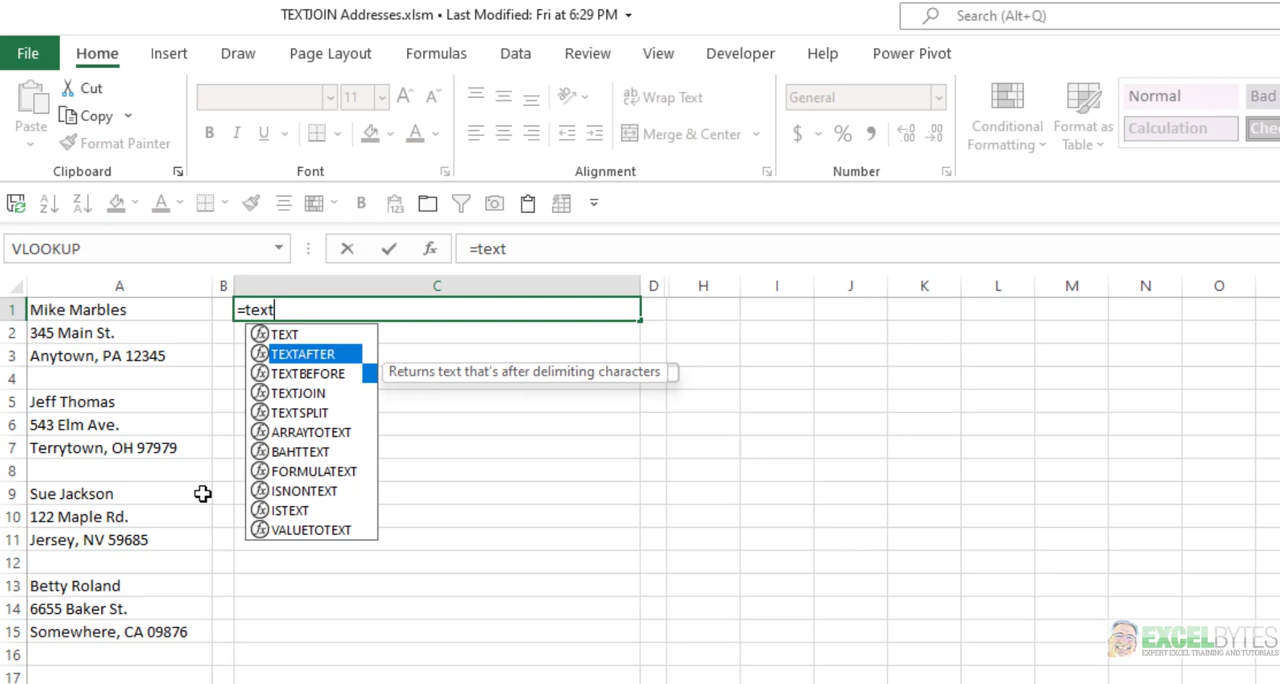 TEXTJOIN Addresses.xlsm • Last Modified: Fri at 6:29 PM
Search (Alt+Q)
File Home Insert Draw Page Layout Formulas Data Review View Developer Help Power Pivot
Paste
Cut
Copy
Format Painter
Clipboard
11
B I U
Font
Wrap Text
Merge & Center
Alignment
General
$ % 9
Number
Conditional Formatting
Format as Table
Normal
Bad
Calculation
Che
VLOOKUP
fx
=text
A B C D H I J K L M N O
1 Mike Marbles =text
2 345 Main St.
3 Anytown, PA 12345
4
5 Jeff Thomas
6 543 Elm Ave.
7 Terrytown, OH 97979
8
9 Sue Jackson
10 122 Maple Rd.
11 Jersey, NV 59685
12
13 Betty Roland
14 6655 Baker St.
15 Somewhere, CA 09876
16
17
TEXT
TEXTAFTER
TEXTBEFORE
TEXTJOIN
TEXTSPLIT
ARRAYTOTEXT
BAHTTEXT
FORMULATEXT
ISNONTEXT
ISTEXT
VALUETOTEXT
Returns text that's after delimiting characters
EXCELBYTES
EXPERT EXCEL TRAINING AND TUTORIALS